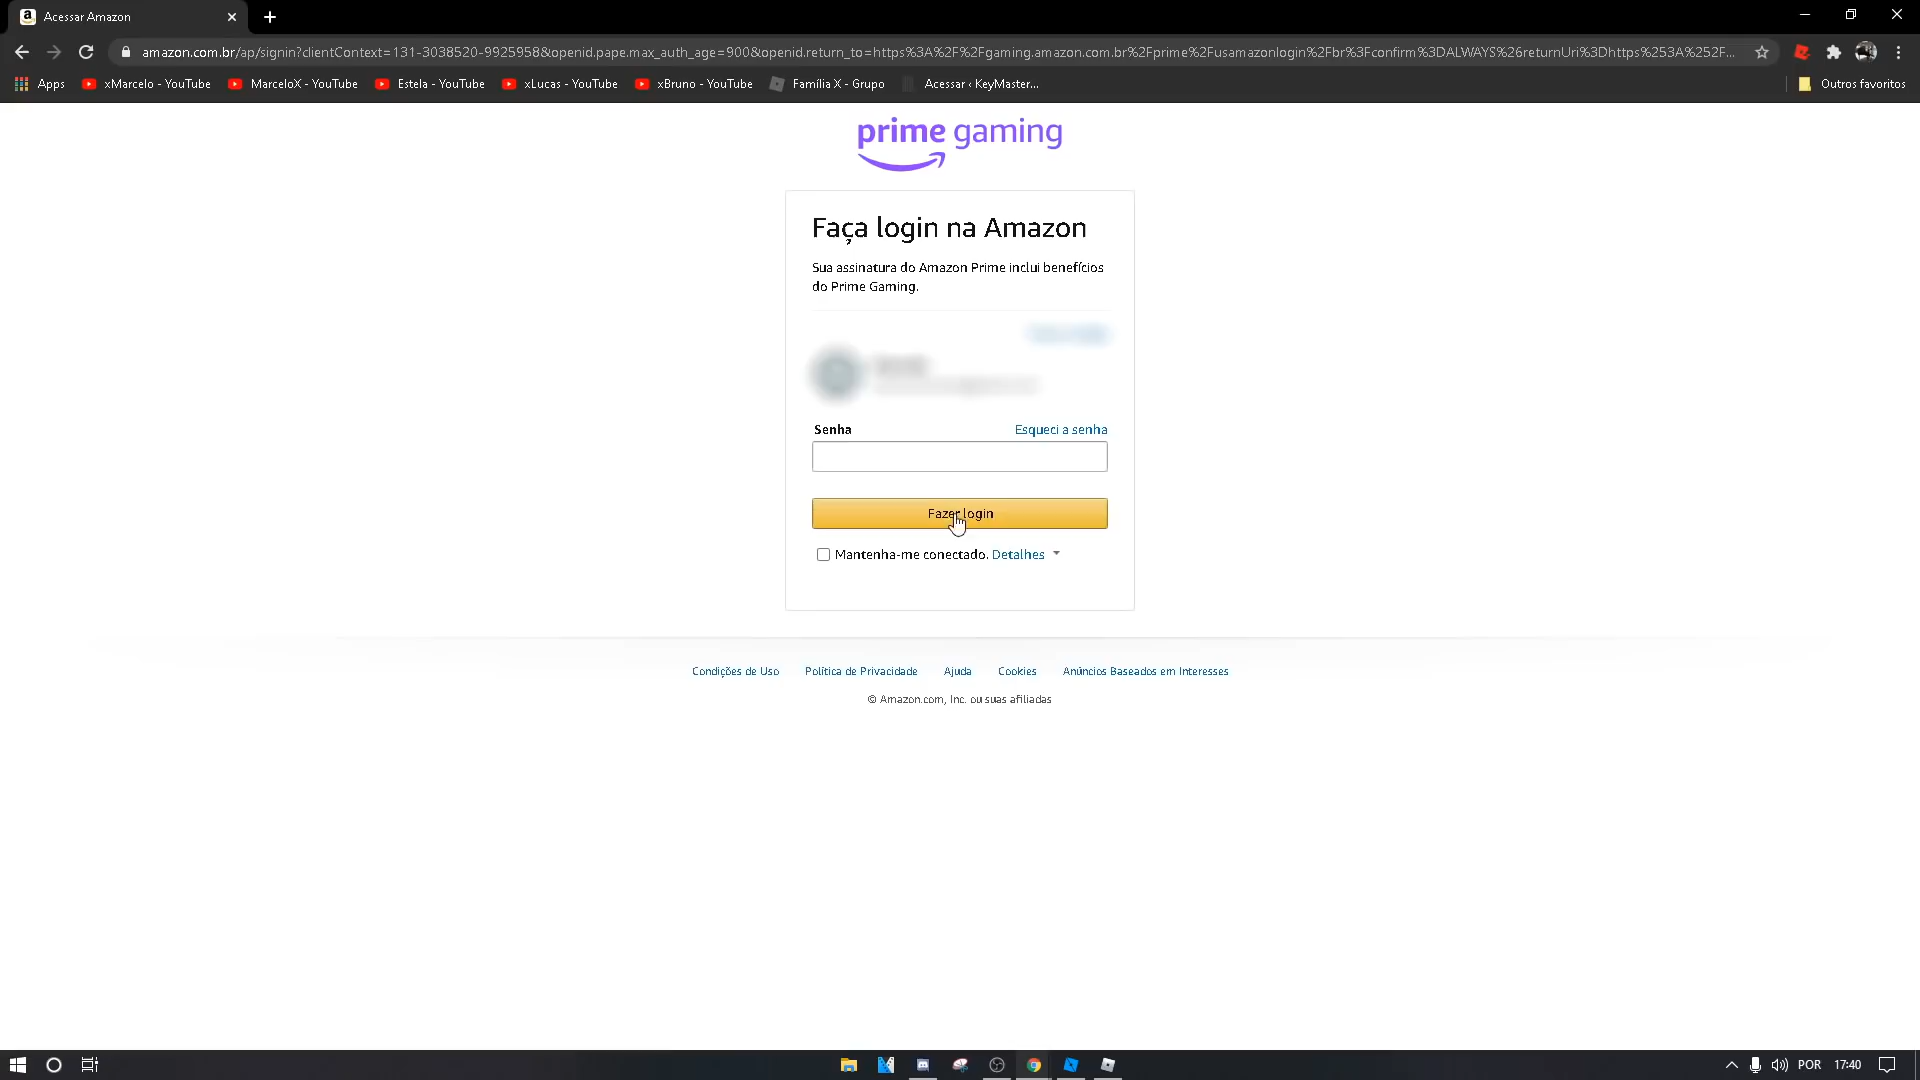 Acessar Amazon
amazon.com.br/ap/signin?clientContext=131-3038520-9925958&openid.pape.max_auth_age=900&openid.return_to=https%3A%2F%2Fgaming.amazon.com.br%2Fprime%2Fusamazonlogin%2Fbr%3Fconfirm%3DALWAYS%26returnUri%3Dhttps%253A%252F...
Apps xMarcelo - YouTube MarceloX - YouTube Estela - YouTube xLucas - YouTube xBruno - YouTube Família X - Grupo Acessar ‹ KeyMaster... Outros favoritos
prime gaming
Faça login na Amazon
Sua assinatura do Amazon Prime inclui benefícios
do Prime Gaming.
Senha Esqueci a senha
Fazer login
Mantenha-me conectado. Detalhes
Condições de Uso Política de Privacidade Ajuda Cookies Anúncios Baseados em Interesses
© Amazon.com, Inc. ou suas afiliadas
POR 17:40